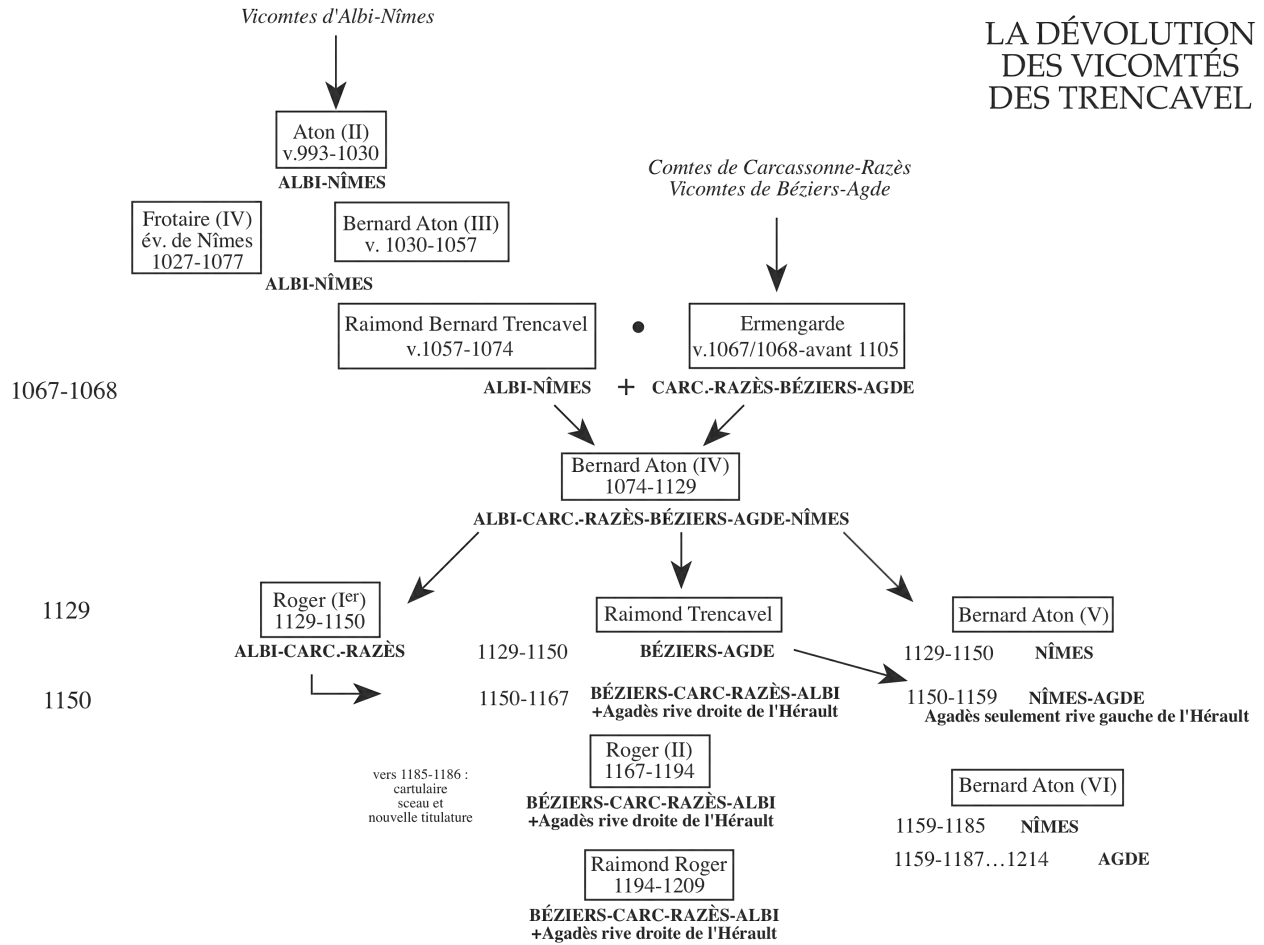 Vicomtes d'Albi-Nîmes
LA DÉVOLUTION
DES VICOMTÉS
DES TRENCAVEL
Aton (II)
v.993-1030
ALBI-NÎMES
Comtes de Carcassonne-Razès
Vicomtes de Béziers-Agde
Frotaire (IV)
év. de Nîmes
1027-1077
Bernard Aton (III)
v. 1030-1057
ALBI-NÎMES
Raimond Bernard Trencavel
v.1057-1074
Ermengarde
v.1067/1068-avant 1105
1067-1068
ALBI-NÎMES + CARC.-RAZÈS-BÉZIERS-AGDE
Bernard Aton (IV)
1074-1129
ALBI-CARC.-RAZÈS-BÉZIERS-AGDE-NÎMES
1129
Roger (Ier)
1129-1150
ALBI-CARC.-RAZÈS
Raimond Trencavel
1129-1150 BÉZIERS-AGDE
Bernard Aton (V)
1129-1150 NÎMES
1150
1150-1167 BÉZIERS-CARC-RAZÈS-ALBI
+Agadès rive droite de l'Hérault
1150-1159 NÎMES-AGDE
Agadès seulement rive gauche de l'Hérault
vers 1185-1186 :
cartulaire
sceau et
nouvelle titulature
Roger (II)
1167-1194
BÉZIERS-CARC-RAZÈS-ALBI
+Agadès rive droite de l'Hérault
Bernard Aton (VI)
1159-1185 NÎMES
1159-1187…1214 AGDE
Raimond Roger
1194-1209
BÉZIERS-CARC-RAZÈS-ALBI
+Agadès rive droite de l'Hérault